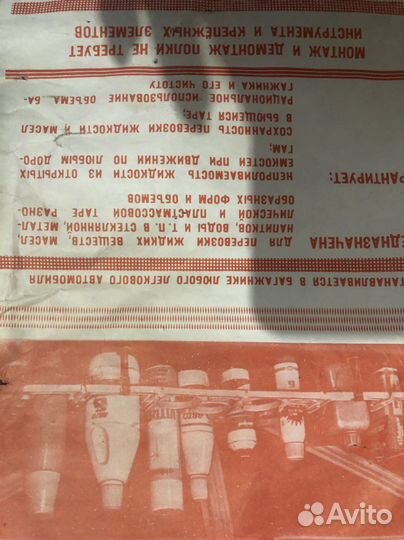 ТАНАВЛИВАЕТСЯ В БАГАЖНИКЕ ЛЮБОГО ЛЕГКОВОГО АВТОМОБИЛЯ
ЕДНАЗНАЧЕНА
ДЛЯ ПЕРЕВОЗКИ ЖИДКИХ ВЕЩЕСТВ, МАСЕЛ,
НАПИТКОВ, ВОДЫ И Т. П. В СТЕКЛЯННОЙ, МЕТАЛ-
ЛИЧЕСКОЙ И ПЛАСТМАССОВОЙ ТАРЕ РАЗНО-
ОБРАЗНЫХ ФОРМ И ОБЪЕМОВ
РАНТИРУЕТ:
НЕПРОЛИВАЕМОСТЬ ЖИДКОСТИ ИЗ ОТКРЫТЫХ
ЕМКОСТЕЙ ПРИ ДВИЖЕНИИ ПО ЛЮБЫМ ДОРО-
ГАМ;
СОХРАННОСТЬ ПЕРЕВОЗКИ ЖИДКОСТИ И МАСЕЛ
В БЬЮЩЕЙСЯ ТАРЕ;
РАЦИОНАЛЬНОЕ ИСПОЛЬЗОВАНИЕ ОБЪЕМА БА-
ГАЖНИКА И ЕГО ЧИСТОТУ
МОНТАЖ И ДЕМОНТАЖ ПОЛКИ НЕ ТРЕБУЕТ
ИНСТРУМЕНТА И КРЕПЁЖНЫХ ЭЛЕМЕНТОВ
Avito